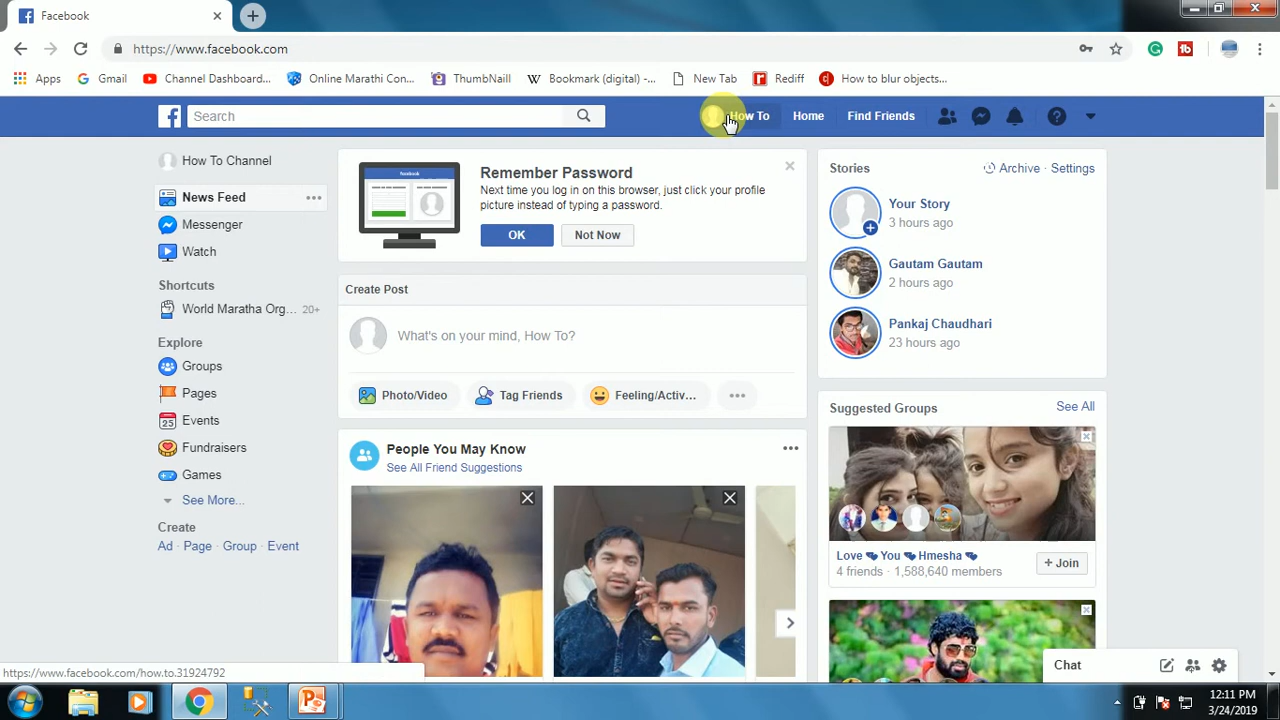 Facebook
https://www.facebook.com
Apps
Gmail
Channel Dashboard...
Online Marathi Con...
ThumbNaill
Bookmark (digital) -...
New Tab
Rediff
How to blur objects...
Search
How To
Home
Find Friends
How To Channel
News Feed
Messenger
Watch
Shortcuts
World Maratha Org... 20+
Explore
Groups
Pages
25 Events
Fundraisers
Games
See More...
Create
Ad · Page · Group · Event
Remember Password
Next time you log in on this browser, just click your profile
picture instead of typing a password.
OK
Not Now
Create Post
What's on your mind, How To?
Photo/Video
Tag Friends
Feeling/Activ...
People You May Know
See All Friend Suggestions
Stories
Archive · Settings
Your Story
3 hours ago
Gautam Gautam
2 hours ago
Pankaj Chaudhari
23 hours ago
Suggested Groups
See All
Love You Hmesha
4 friends · 1,588,640 members
+ Join
Chat
https://www.facebook.com/how.to.31924792
12:11 PM
3/24/2019